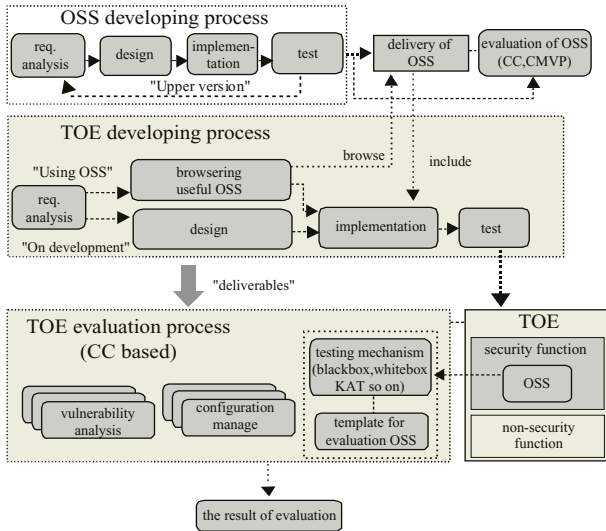 OSS developing process
req.
analysis
design
implemen-
tation
test
"Upper version"
delivery of
OSS
evaluation of OSS
(CC,CMVP)
TOE developing process
browse
include
"Using OSS"
browsering
useful OSS
req.
analysis
design
implementation
test
"On development"
"deliverables"
TOE evaluation process
(CC based)
testing mechanism
(blackbox,whitebox
KAT so on)
template for
evaluation OSS
vulnerability
analysis
configuration
manage
TOE
security function
OSS
non-security
function
the result of evaluation